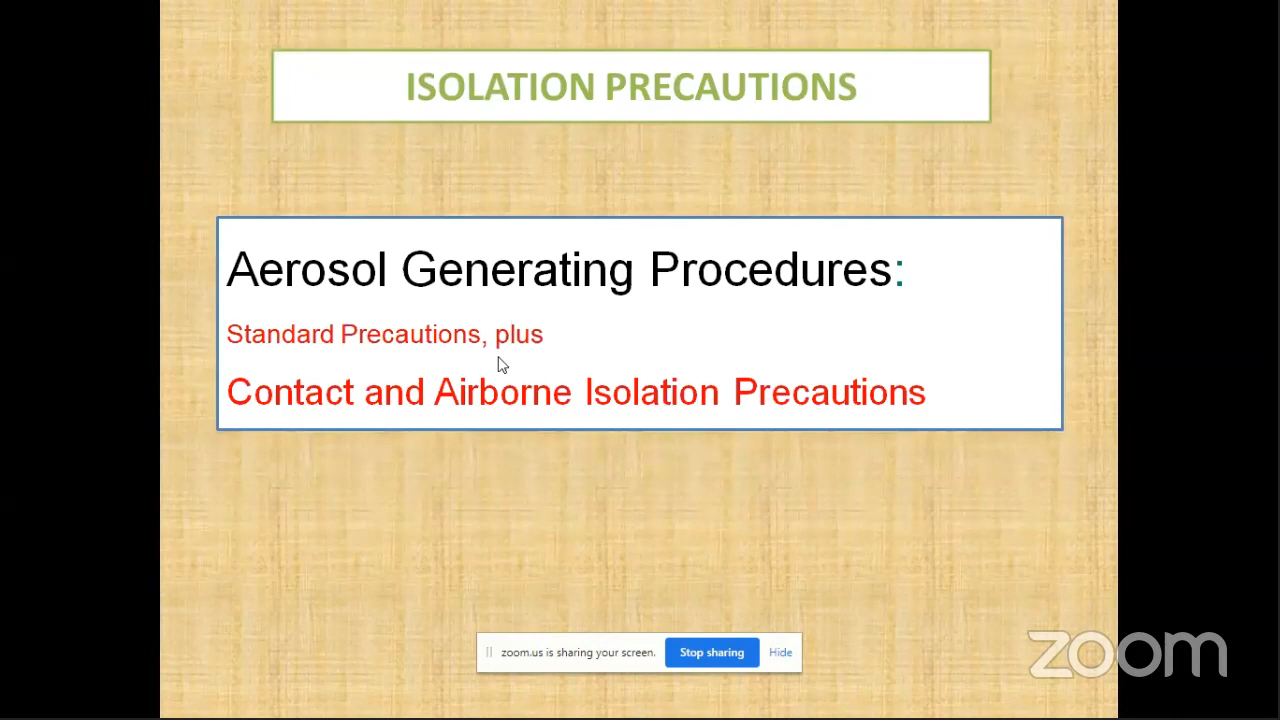 ISOLATION PRECAUTIONS
Aerosol Generating Procedures:
Standard Precautions, plus
Contact and Airborne Isolation Precautions
zoom.us is sharing your screen. Stop sharing Hide
zoom